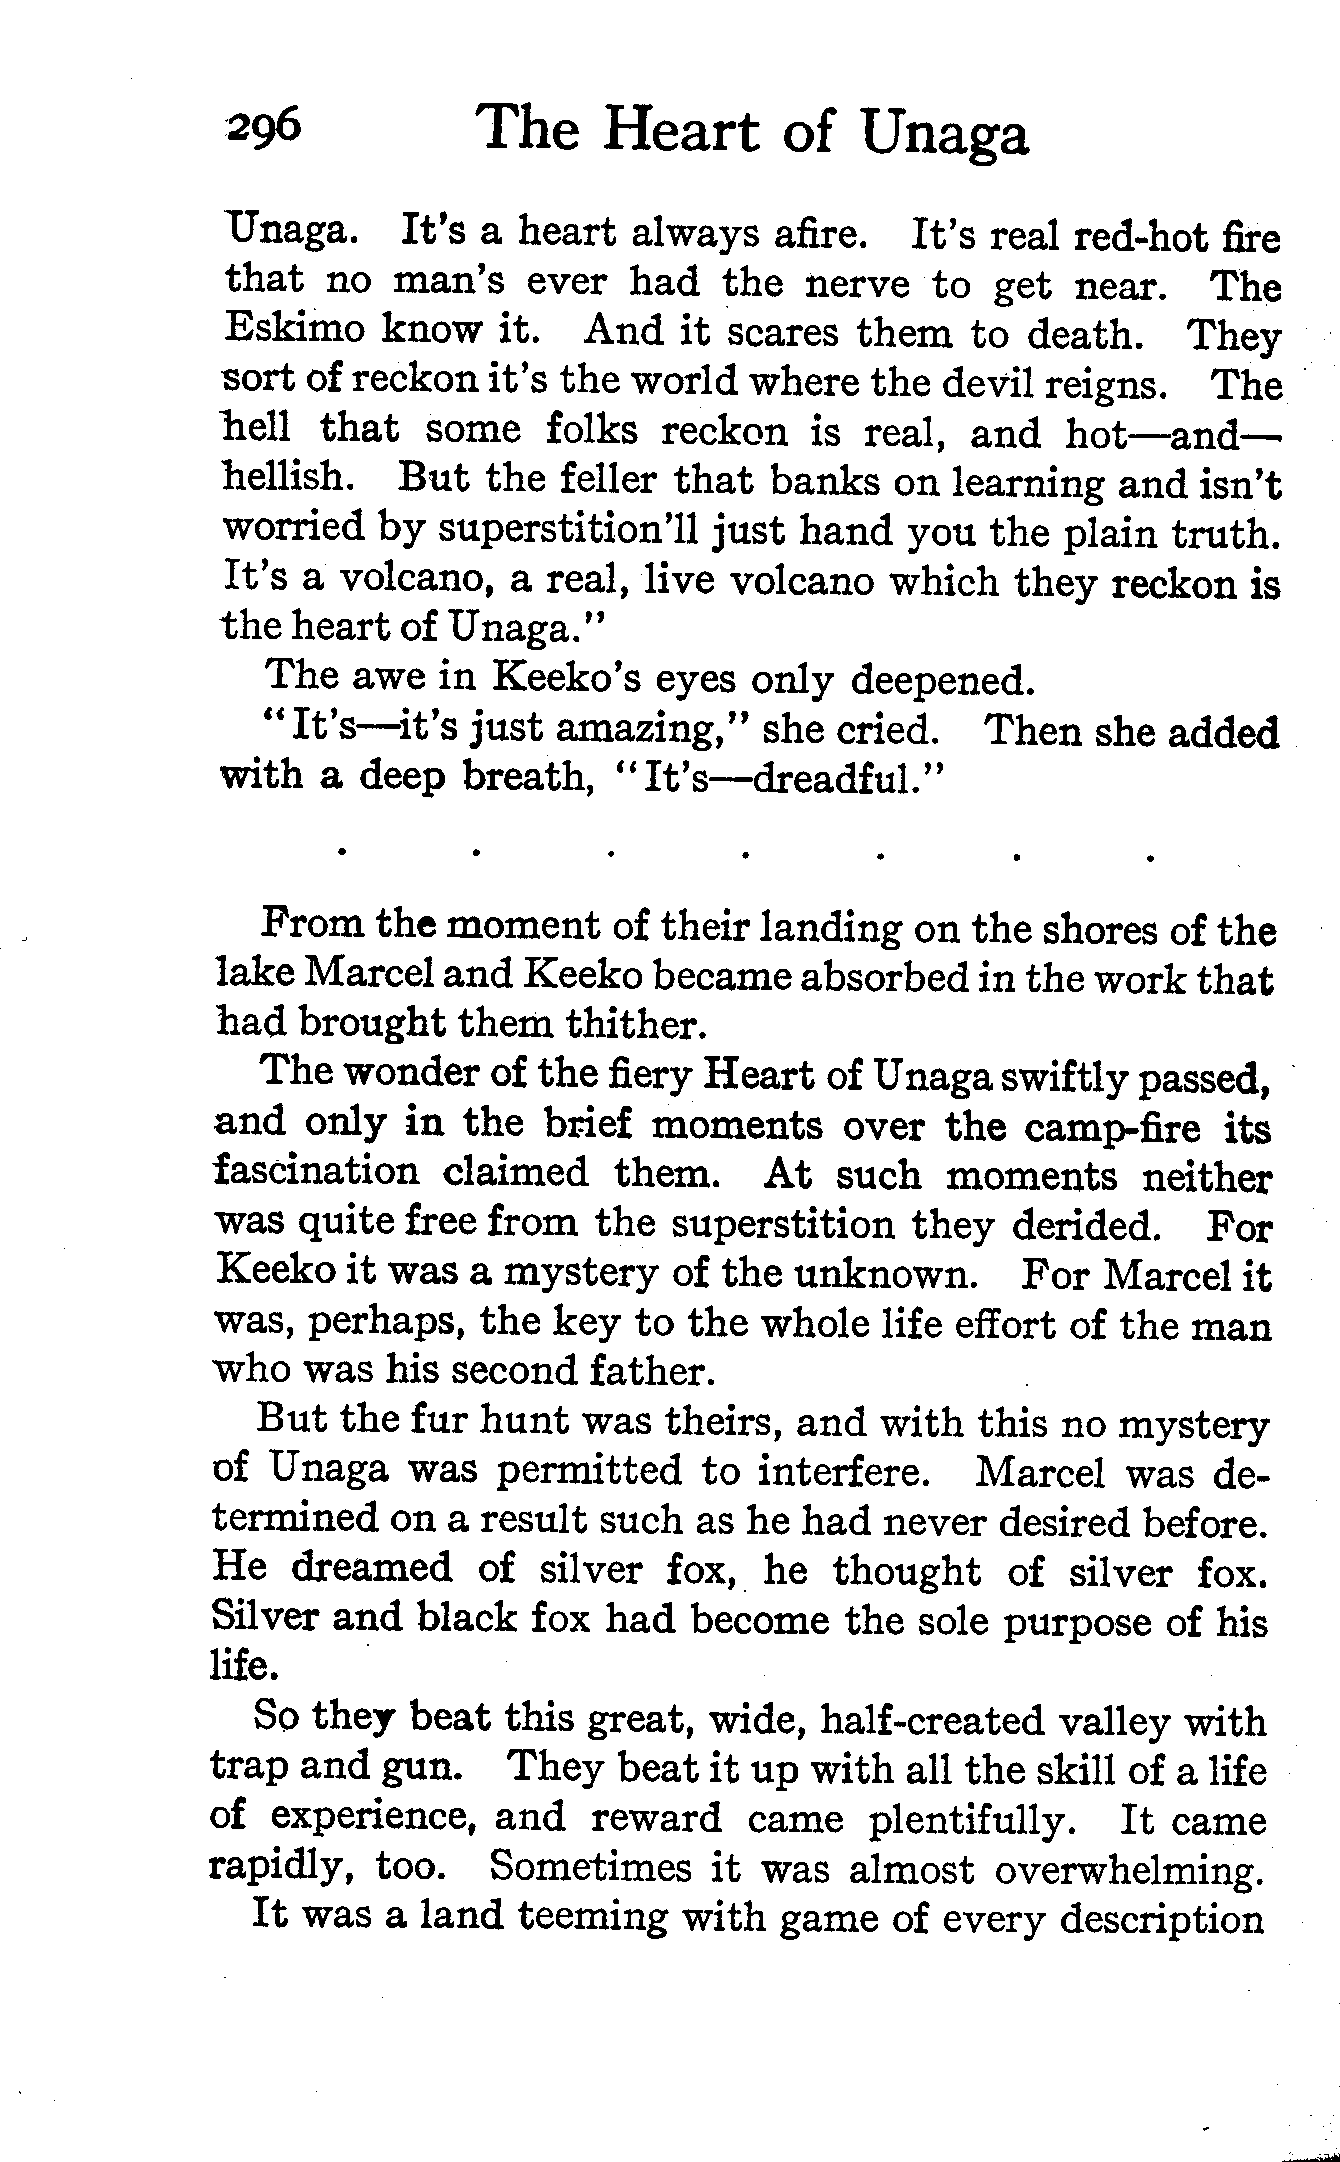 296 The Heart of Unaga
Unaga. It's a heart always afire. It's real red-hot fire
that no man's ever had the nerve to get near. The
Eskimo know it. And it scares them to death. They
sort of reckon it's the world where the devil reigns. The
hell that some folks reckon is real, and hot—and—
hellish. But the feller that banks on learning and isn't
worried by superstition'll just hand you the plain truth.
It's a volcano, a real, live volcano which they reckon is
the heart of Unaga."
The awe in Keeko's eyes only deepened.
"It's—it's just amazing," she cried. Then she added
with a deep breath, "It's—dreadful."
. . . . . . .
From the moment of their landing on the shores of the
lake Marcel and Keeko became absorbed in the work that
had brought them thither.
The wonder of the fiery Heart of Unaga swiftly passed,
and only in the brief moments over the camp-fire its
fascination claimed them. At such moments neither
was quite free from the superstition they derided. For
Keeko it was a mystery of the unknown. For Marcel it
was, perhaps, the key to the whole life effort of the man
who was his second father.
But the fur hunt was theirs, and with this no mystery
of Unaga was permitted to interfere. Marcel was de-
termined on a result such as he had never desired before.
He dreamed of silver fox, he thought of silver fox.
Silver and black fox had become the sole purpose of his
life.
So they beat this great, wide, half-created valley with
trap and gun. They beat it up with all the skill of a life
of experience, and reward came plentifully. It came
rapidly, too. Sometimes it was almost overwhelming.
It was a land teeming with game of every description